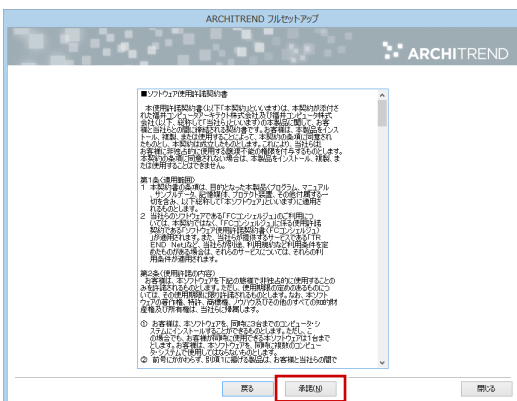 ARCHITREND フルセットアップ
ARCHITREND
■ソフトウェア使用許諾契約書
本使用許諾契約書(以下「本契約」といいます)は、本契約が添付さ
れた福井コンピュータアーキテクト株式会社及び福井コンピュータ株式
会社(以下、総称して「当社ら」といいます)の本製品に関して、お客
様と当社らとの間に締結される契約書です。お客様は、本製品をインス
トール、複製、または使用することによって、本契約の条項に同意され
たものとし、本契約は成立したものとします。これにより、当社らは
お客様に非独占的に使用する譲渡不能の権限を付与するものとします。
本契約の条項に同意されない場合は、本製品をインストール、複製、ま
たは使用することはできません。
第1条(適用範囲)
1 本契約書の条項は、目的となった本製品(プログラム、マニュアル
、サンプルデータ、記憶媒体、プロテクト装置、その他付属する一
切を含み、以下総称して「本ソフトウェア」といいます)に適用さ
れるものとします。
2 当社らのソフトウェアである「FCコンシェルジュ」のご利用につ
いては、本契約ではなく、「FCコンシェルジュ」に係る使用許諾
契約である「ソフトウェア使用許諾契約書(FCコンシェルジュ)
」が適用されます。また、当社らが提供するサービスである「TR
END Net」など、当社らが別途、利用規約など利用条件を定
めたものがある場合は、それらのサービスについては、それらの利
用条件が適用されます。
第2条(使用許諾の内容)
お客様は、本ソフトウェアを下記の態様で非独占的に使用することの
みを許諾されるものとします。ただし、使用期限の定めのあるものにつ
いては、その使用期限に限り許諾されるものとします。なお、本ソフト
ウェアの著作権、特許、商標権、ノウハウ及びその他のすべての知的財
産権及び所有権は、当社らに帰属します。
① お客様は、本ソフトウェアを、同時に3台までのコンピュータ・シ
ステムにインストールすることができるものとします。ただし、こ
の場合でも、お客様が同時に使用できる本ソフトウェアは1台まで
とします。お客様は、本ソフトウェアを、同時に複数のコンピュー
タ・システムで使用してはならないものとします。
② 前号にかかわらず、別項1に掲げる製品は、お客様と当社らの間で
戻る
承諾(N)
閉じる